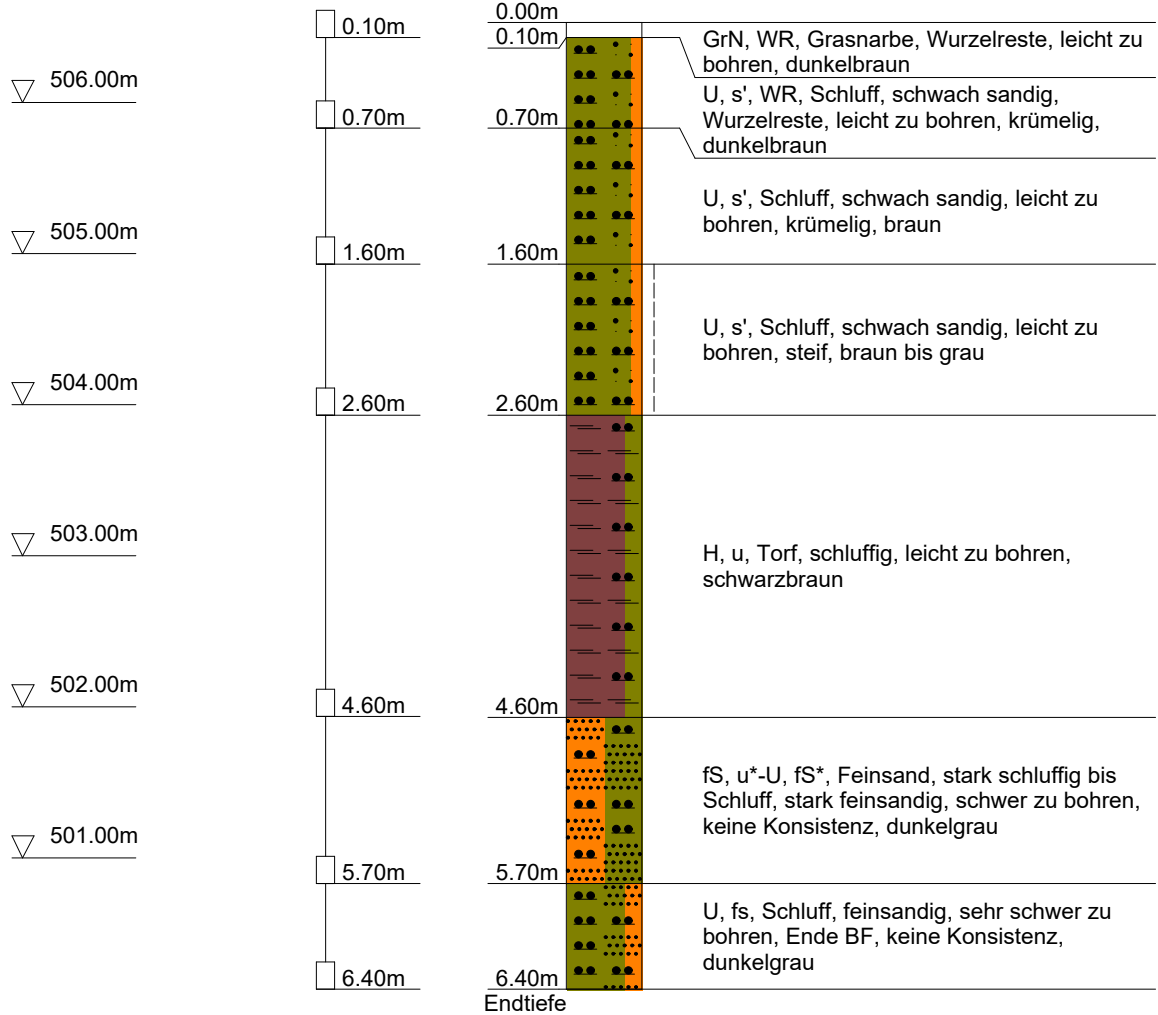 0.00m
0.10m
0.10m
GrN, WR, Grasnarbe, Wurzelreste, leicht zu
bohren, dunkelbraun
506.00m
0.70m
0.70m
U, s', WR, Schluff, schwach sandig,
Wurzelreste, leicht zu bohren, krümelig,
dunkelbraun
505.00m
1.60m
1.60m
U, s', Schluff, schwach sandig, leicht zu
bohren, krümelig, braun
504.00m
2.60m
2.60m
U, s', Schluff, schwach sandig, leicht zu
bohren, steif, braun bis grau
503.00m
H, u, Torf, schluffig, leicht zu bohren,
schwarzbraun
502.00m
4.60m
4.60m
fS, u*-U, fS*, Feinsand, stark schluffig bis
Schluff, stark feinsandig, schwer zu bohren,
keine Konsistenz, dunkelgrau
501.00m
5.70m
5.70m
U, fs, Schluff, feinsandig, sehr schwer zu
bohren, Ende BF, keine Konsistenz,
dunkelgrau
6.40m
6.40m
Endtiefe